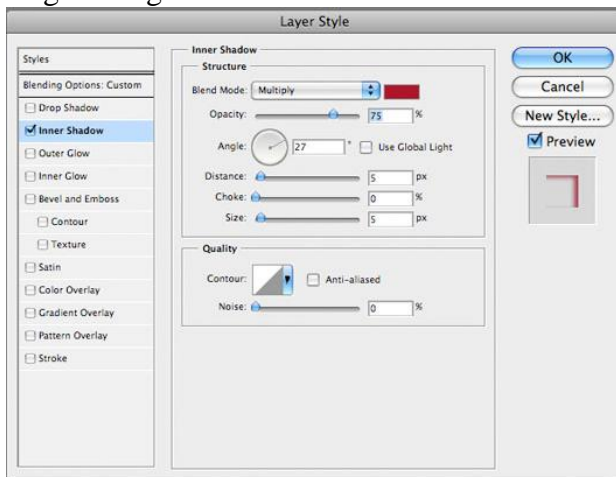 Layer Style
Styles
Blending Options: Custom
Drop Shadow
Inner Shadow
Outer Glow
Inner Glow
Bevel and Emboss
Contour
Texture
Satin
Color Overlay
Gradient Overlay
Pattern Overlay
Stroke
Inner Shadow
Structure
Blend Mode: Multiply
Opacity: 75 %
Angle: 27 ° Use Global Light
Distance: 5 px
Choke: 0 %
Size: 5 px
Quality
Contour: Anti-aliased
Noise: 0 %
OK
Cancel
New Style...
Preview